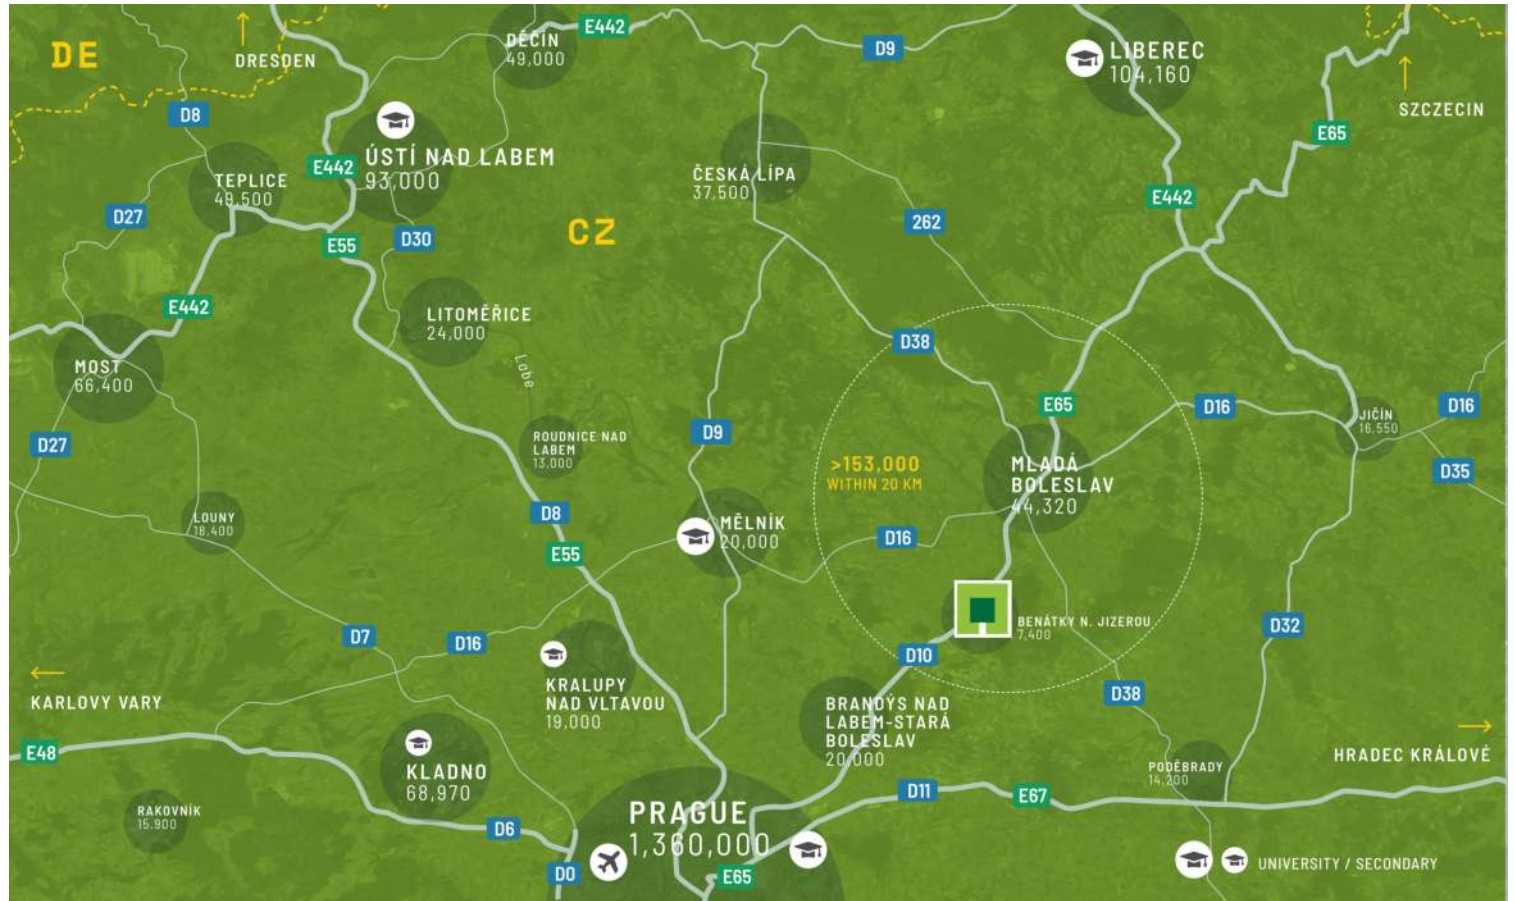 DE
DRESDEN
D8
E442
DĚČÍN
49,000
E442
D9
LIBEREC
104,160
SZCZECIN
E65
ÚSTÍ NAD LABEM
93,000
TEPLICE
49,500
D27
E55
D30
CZ
ČESKÁ LÍPA
37,500
262
E442
E442
LITOMĚŘICE
24,000
Labe
D38
MOST
66,400
D27
ROUDNICE NAD
LABEM
13,000
D9
E65
D16
JIČÍN
16,550
D16
D35
>153,000
WITHIN 20 KM
MLADÁ
BOLESLAV
44,320
LOUNY
18,400
D8
E55
MĚLNÍK
20,000
D16
BENÁTKY N. JIZEROU
7,400
D32
D7
D16
D10
D38
KARLOVY VARY
KRALUPY
NAD VLTAVOU
19,000
BRANDÝS NAD
LABEM-STARÁ
BOLESLAV
20,000
E48
KLADNO
68,970
HRADEC KRÁLOVÉ
PODĚBRADY
14,200
RAKOVNÍK
15,900
D6
D0
PRAGUE
1,360,000
E65
D11
E67
UNIVERSITY / SECONDARY